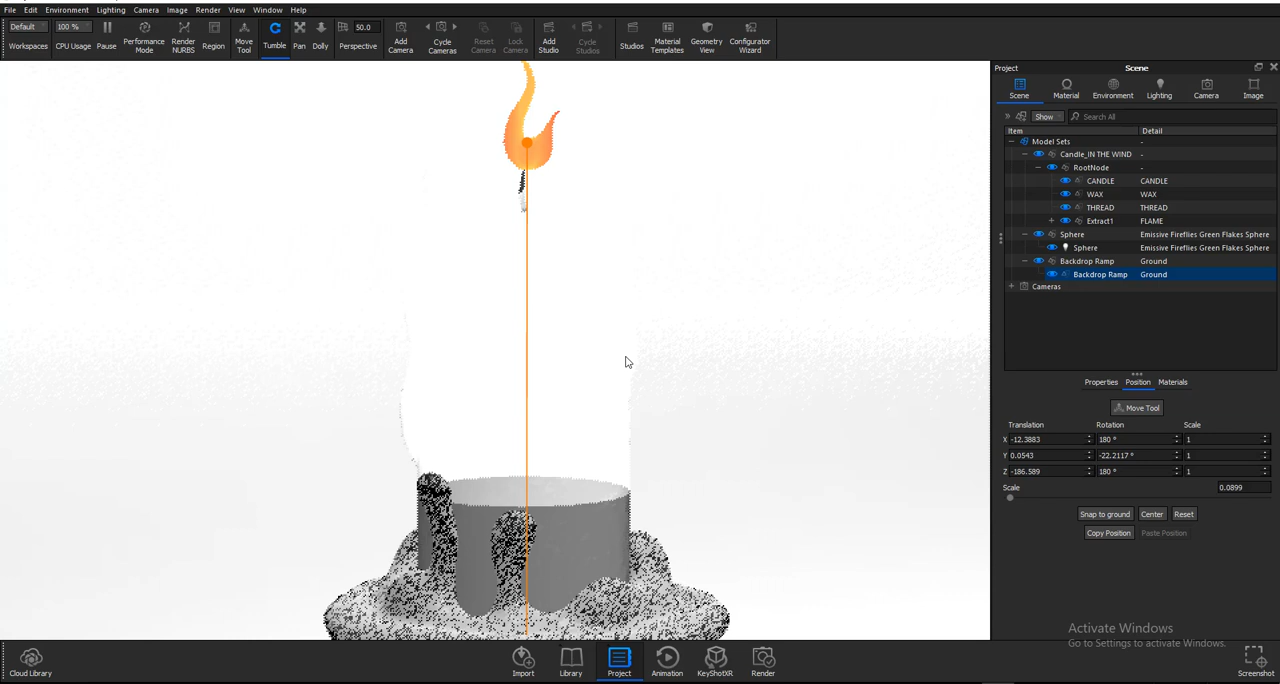 File Edit Environment Lighting Camera Image Render View Window Help
Default 100 % 50.0
Workspaces CPU Usage Pause Performance Mode Render NURBS Region Move Tool Tumble Pan Dolly Perspective Add Camera Cycle Cameras Reset Camera Lock Camera Add Studio Cycle Studios Studios Material Templates Geometry View Configurator Wizard
Project Scene
Scene Material Environment Lighting Camera Image
Show Search All
Item Detail
Model Sets -
Candle_IN THE WIND -
RootNode -
CANDLE CANDLE
WAX WAX
THREAD THREAD
Extract1 FLAME
Sphere Emissive Fireflies Green Flakes Sphere
Sphere Emissive Fireflies Green Flakes Sphere
Backdrop Ramp Ground
Backdrop Ramp Ground
Cameras
Properties Position Materials
Move Tool
Translation Rotation Scale
X -12.3883 180 ° 1
Y 0.0543 -22.2117 ° 1
Z -186.589 180 ° 1
Scale 0.0899
Snap to ground Center Reset
Copy Position Paste Position
Activate Windows
Go to Settings to activate Windows.
Cloud Library Import Library Project Animation KeyShotXR Render Screenshot